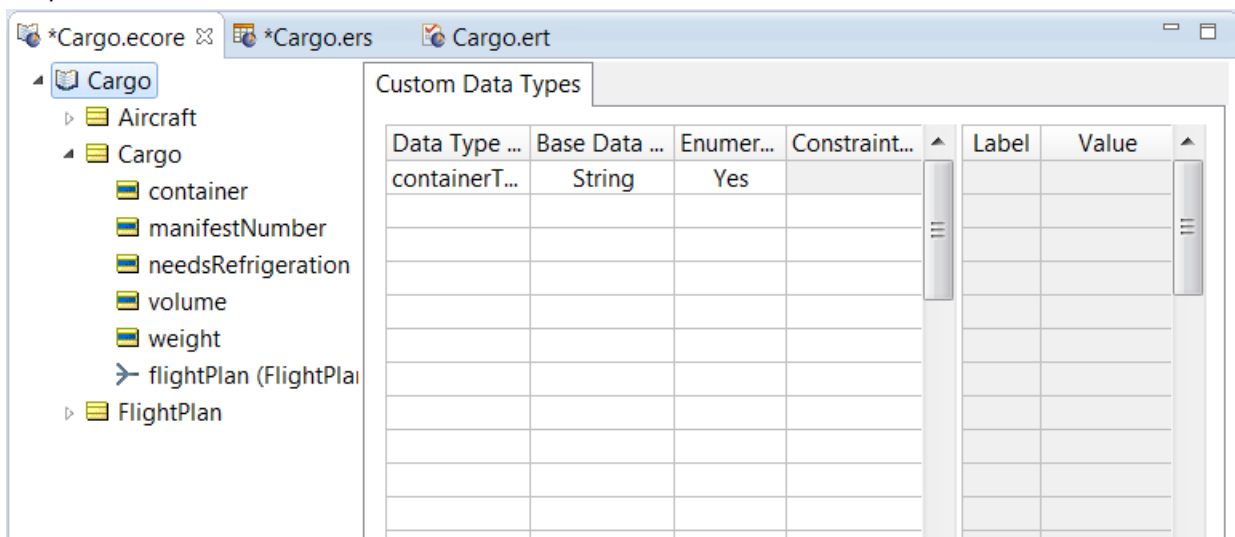 *Cargo.ecore *Cargo.ers Cargo.ert
Cargo
Aircraft
Cargo
container
manifestNumber
needsRefrigeration
volume
weight
flightPlan (FlightPlan
FlightPlan
Custom Data Types
Data Type ... Base Data ... Enumer... Constraint... Label Value
containerT... String Yes